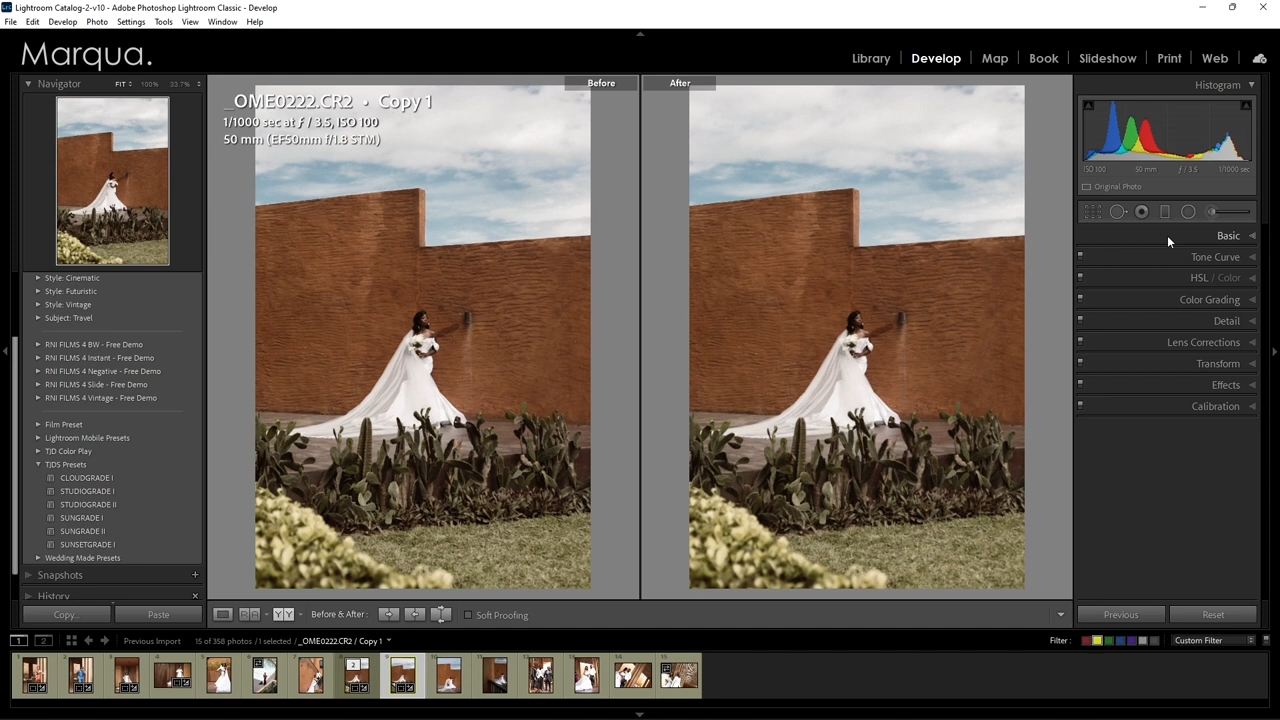 Lightroom Catalog-2-v10 - Adobe Photoshop Lightroom Classic - Develop
File Edit Develop Photo Settings Tools View Window Help
Marqua.
Library | Develop | Map | Book | Slideshow | Print | Web
Navigator FIT 100% 33.7%
Style: Cinematic
Style: Futuristic
Style: Vintage
Subject: Travel
RNI FILMS 4 BW - Free Demo
RNI FILMS 4 Instant - Free Demo
RNI FILMS 4 Negative - Free Demo
RNI FILMS 4 Slide - Free Demo
RNI FILMS 4 Vintage - Free Demo
Film Preset
Lightroom Mobile Presets
TJD Color Play
TJDS Presets
CLOUDGRADE I
STUDIOGRADE I
STUDIOGRADE II
SUNGRADE I
SUNGRADE II
SUNSETGRADE I
Wedding Made Presets
Snapshots +
History ×
Copy... Paste
Before After
_OME0222.CR2 • Copy 1
1/1000 sec at ƒ / 3.5, ISO 100
50 mm (EF50mm f/1.8 STM)
Before & After : Soft Proofing
Histogram
ISO 100 50 mm ƒ / 3.5 1/1000 sec
Original Photo
Basic
Tone Curve
HSL / Color
Color Grading
Detail
Lens Corrections
Transform
Effects
Calibration
Previous Reset
1 2 Previous Import 15 of 358 photos / 1 selected / _OME0222.CR2 / Copy 1 Filter : Custom Filter